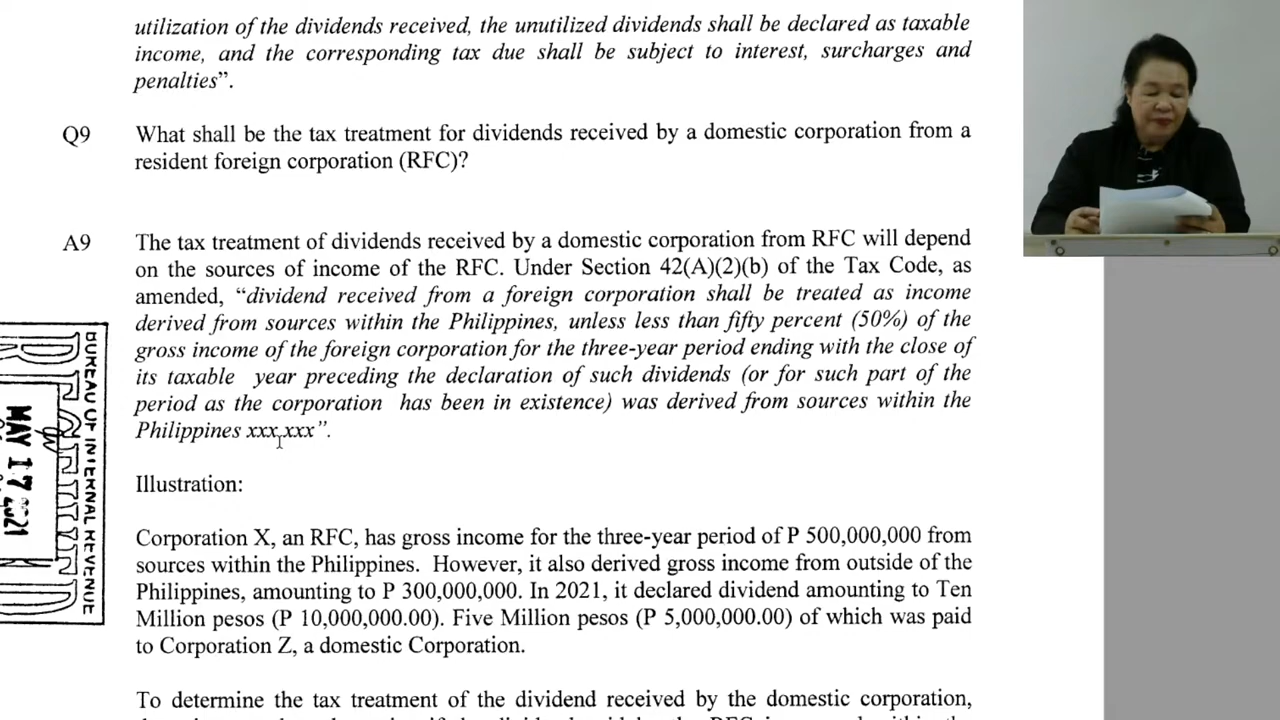 utilization of the dividends received, the unutilized dividends shall be declared as taxable
income, and the corresponding tax due shall be subject to interest, surcharges and
penalties”.
Q9 What shall be the tax treatment for dividends received by a domestic corporation from a
resident foreign corporation (RFC)?
A9 The tax treatment of dividends received by a domestic corporation from RFC will depend
on the sources of income of the RFC. Under Section 42(A)(2)(b) of the Tax Code, as
amended, “dividend received from a foreign corporation shall be treated as income
derived from sources within the Philippines, unless less than fifty percent (50%) of the
gross income of the foreign corporation for the three-year period ending with the close of
its taxable year preceding the declaration of such dividends (or for such part of the
period as the corporation has been in existence) was derived from sources within the
Philippines xxx xxx”.
Illustration:
Corporation X, an RFC, has gross income for the three-year period of P 500,000,000 from
sources within the Philippines. However, it also derived gross income from outside of the
Philippines, amounting to P 300,000,000. In 2021, it declared dividend amounting to Ten
Million pesos (P 10,000,000.00). Five Million pesos (P 5,000,000.00) of which was paid
to Corporation Z, a domestic Corporation.
To determine the tax treatment of the dividend received by the domestic corporation,
BUREAU OF INTERNAL REVENUE
MAY 17 2021